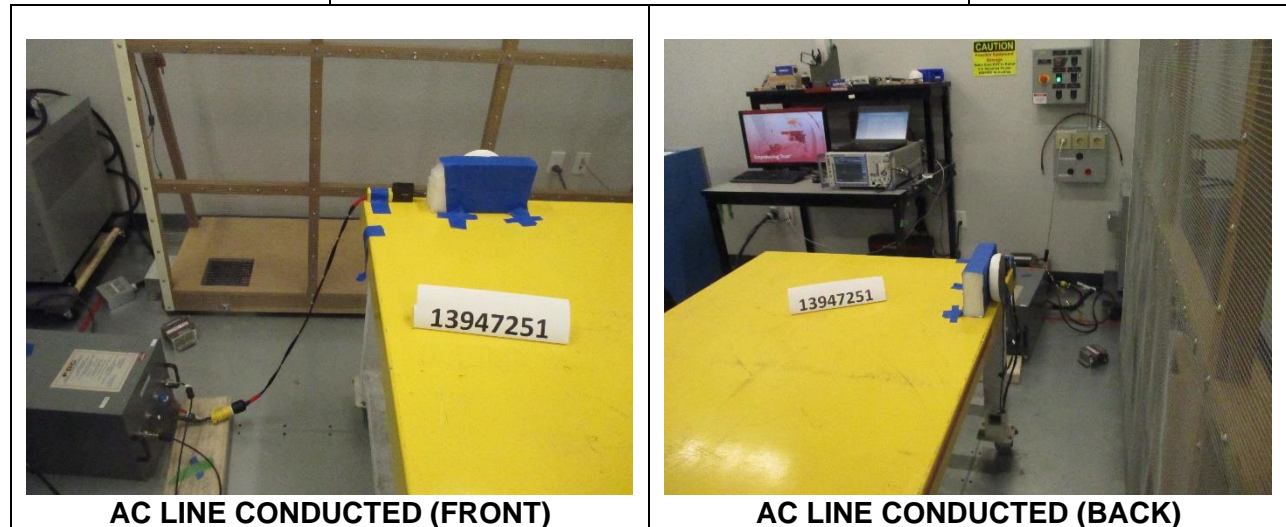 13947251
CAUTION
13947251
AC LINE CONDUCTED (FRONT)
AC LINE CONDUCTED (BACK)